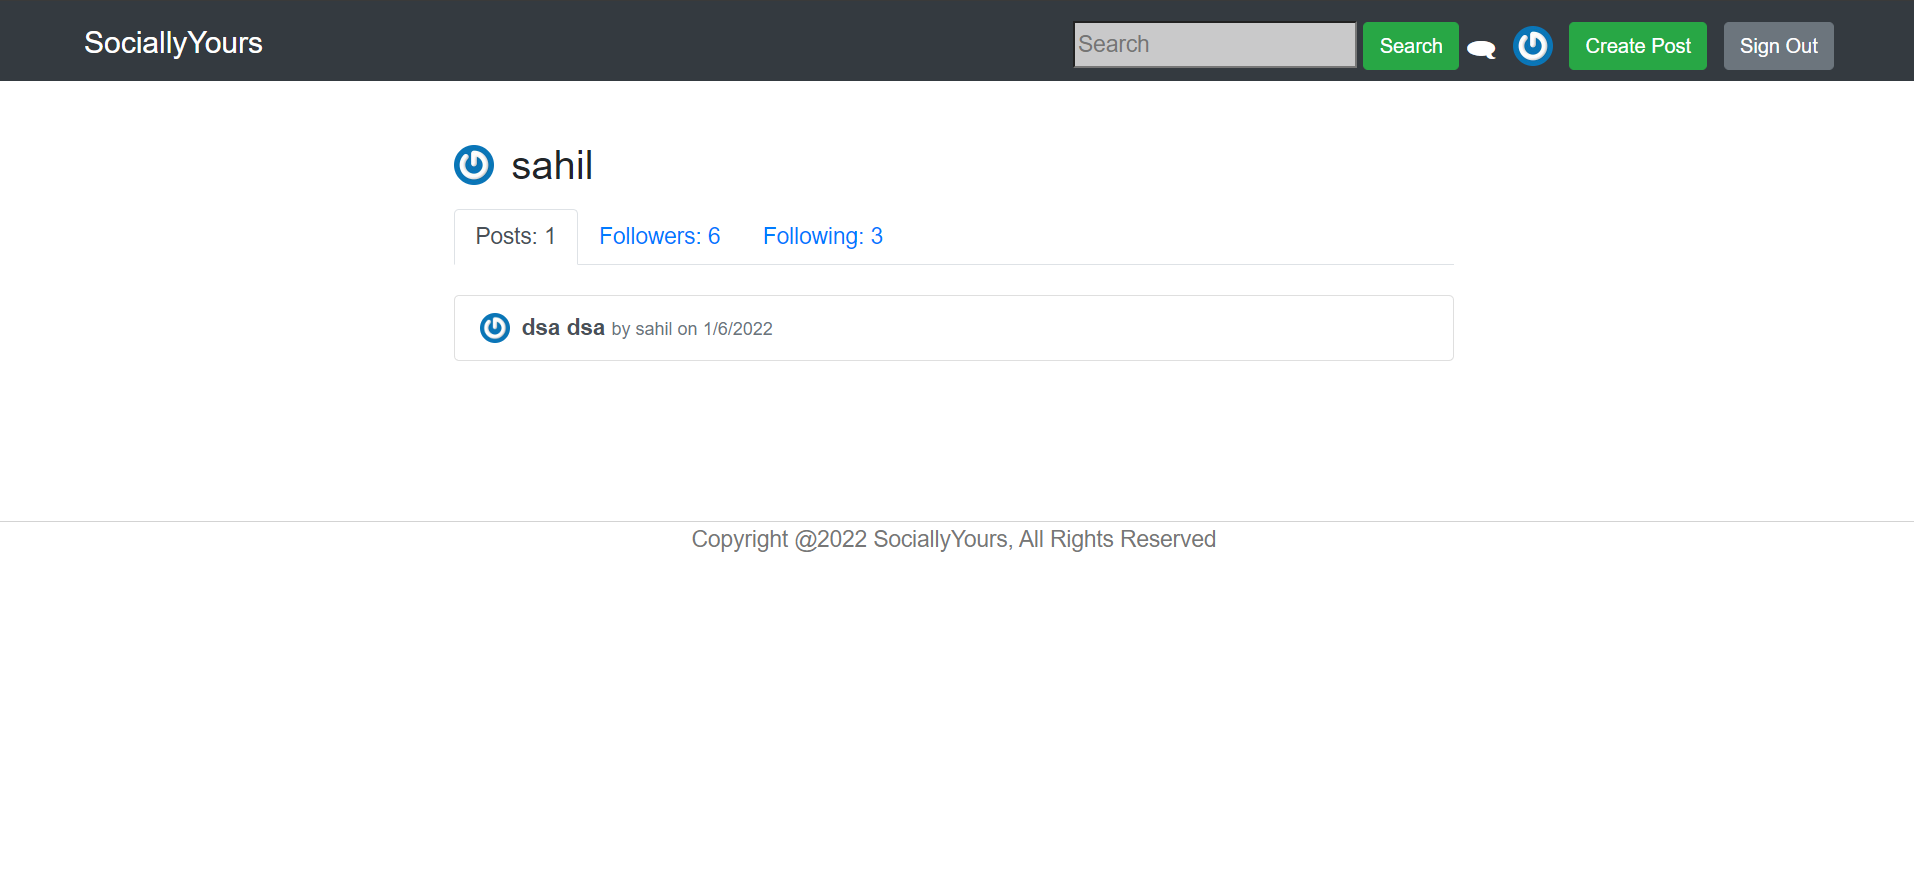 SociallyYours
Search Search Create Post Sign Out
sahil
Posts: 1 Followers: 6 Following: 3
dsa dsa by sahil on 1/6/2022
Copyright @2022 SociallyYours, All Rights Reserved